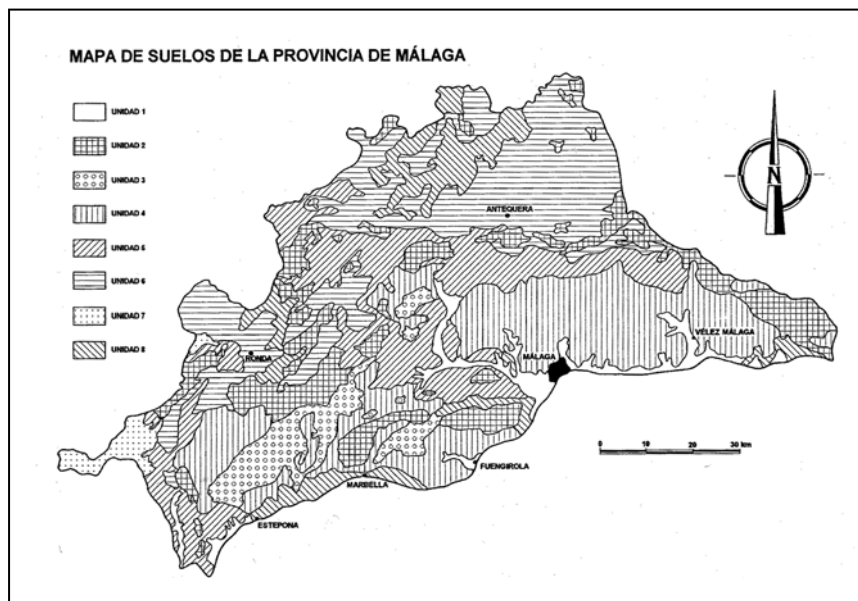 MAPA DE SUELOS DE LA PROVINCIA DE MÁLAGA
UNIDAD 1
UNIDAD 2
UNIDAD 3
UNIDAD 4
UNIDAD 5
UNIDAD 6
UNIDAD 7
UNIDAD 8
N
ANTEQUERA
RONDA
MÁLAGA
VÉLEZ MÁLAGA
FUENGIROLA
MARBELLA
ESTEPONA
0 10 20 30 km